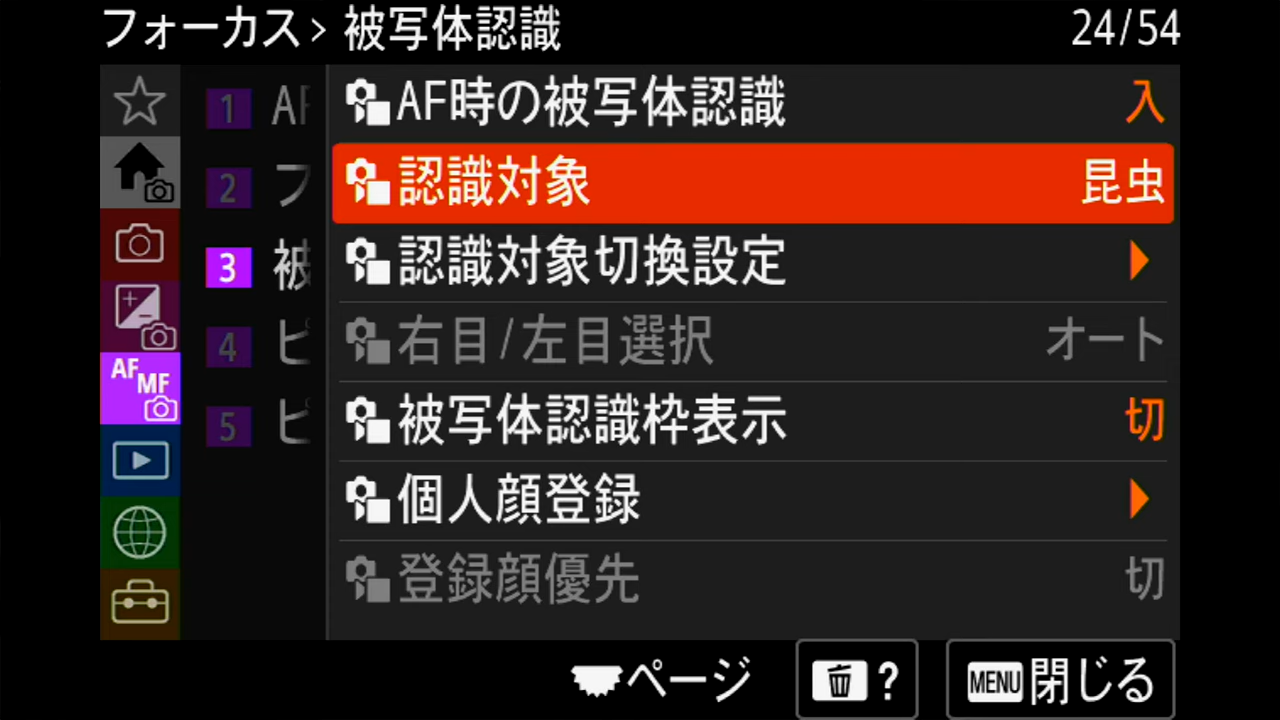 フォーカス> 被写体認識 24/54
AF時の被写体認識 入
認識対象 昆虫
認識対象切換設定
右目/左目選択 オート
被写体認識枠表示 切
個人顔登録
登録顔優先 切
1 AF
2 フ
3 被
4 ピ
5 ピ
AF MF
ページ ? MENU閉じる